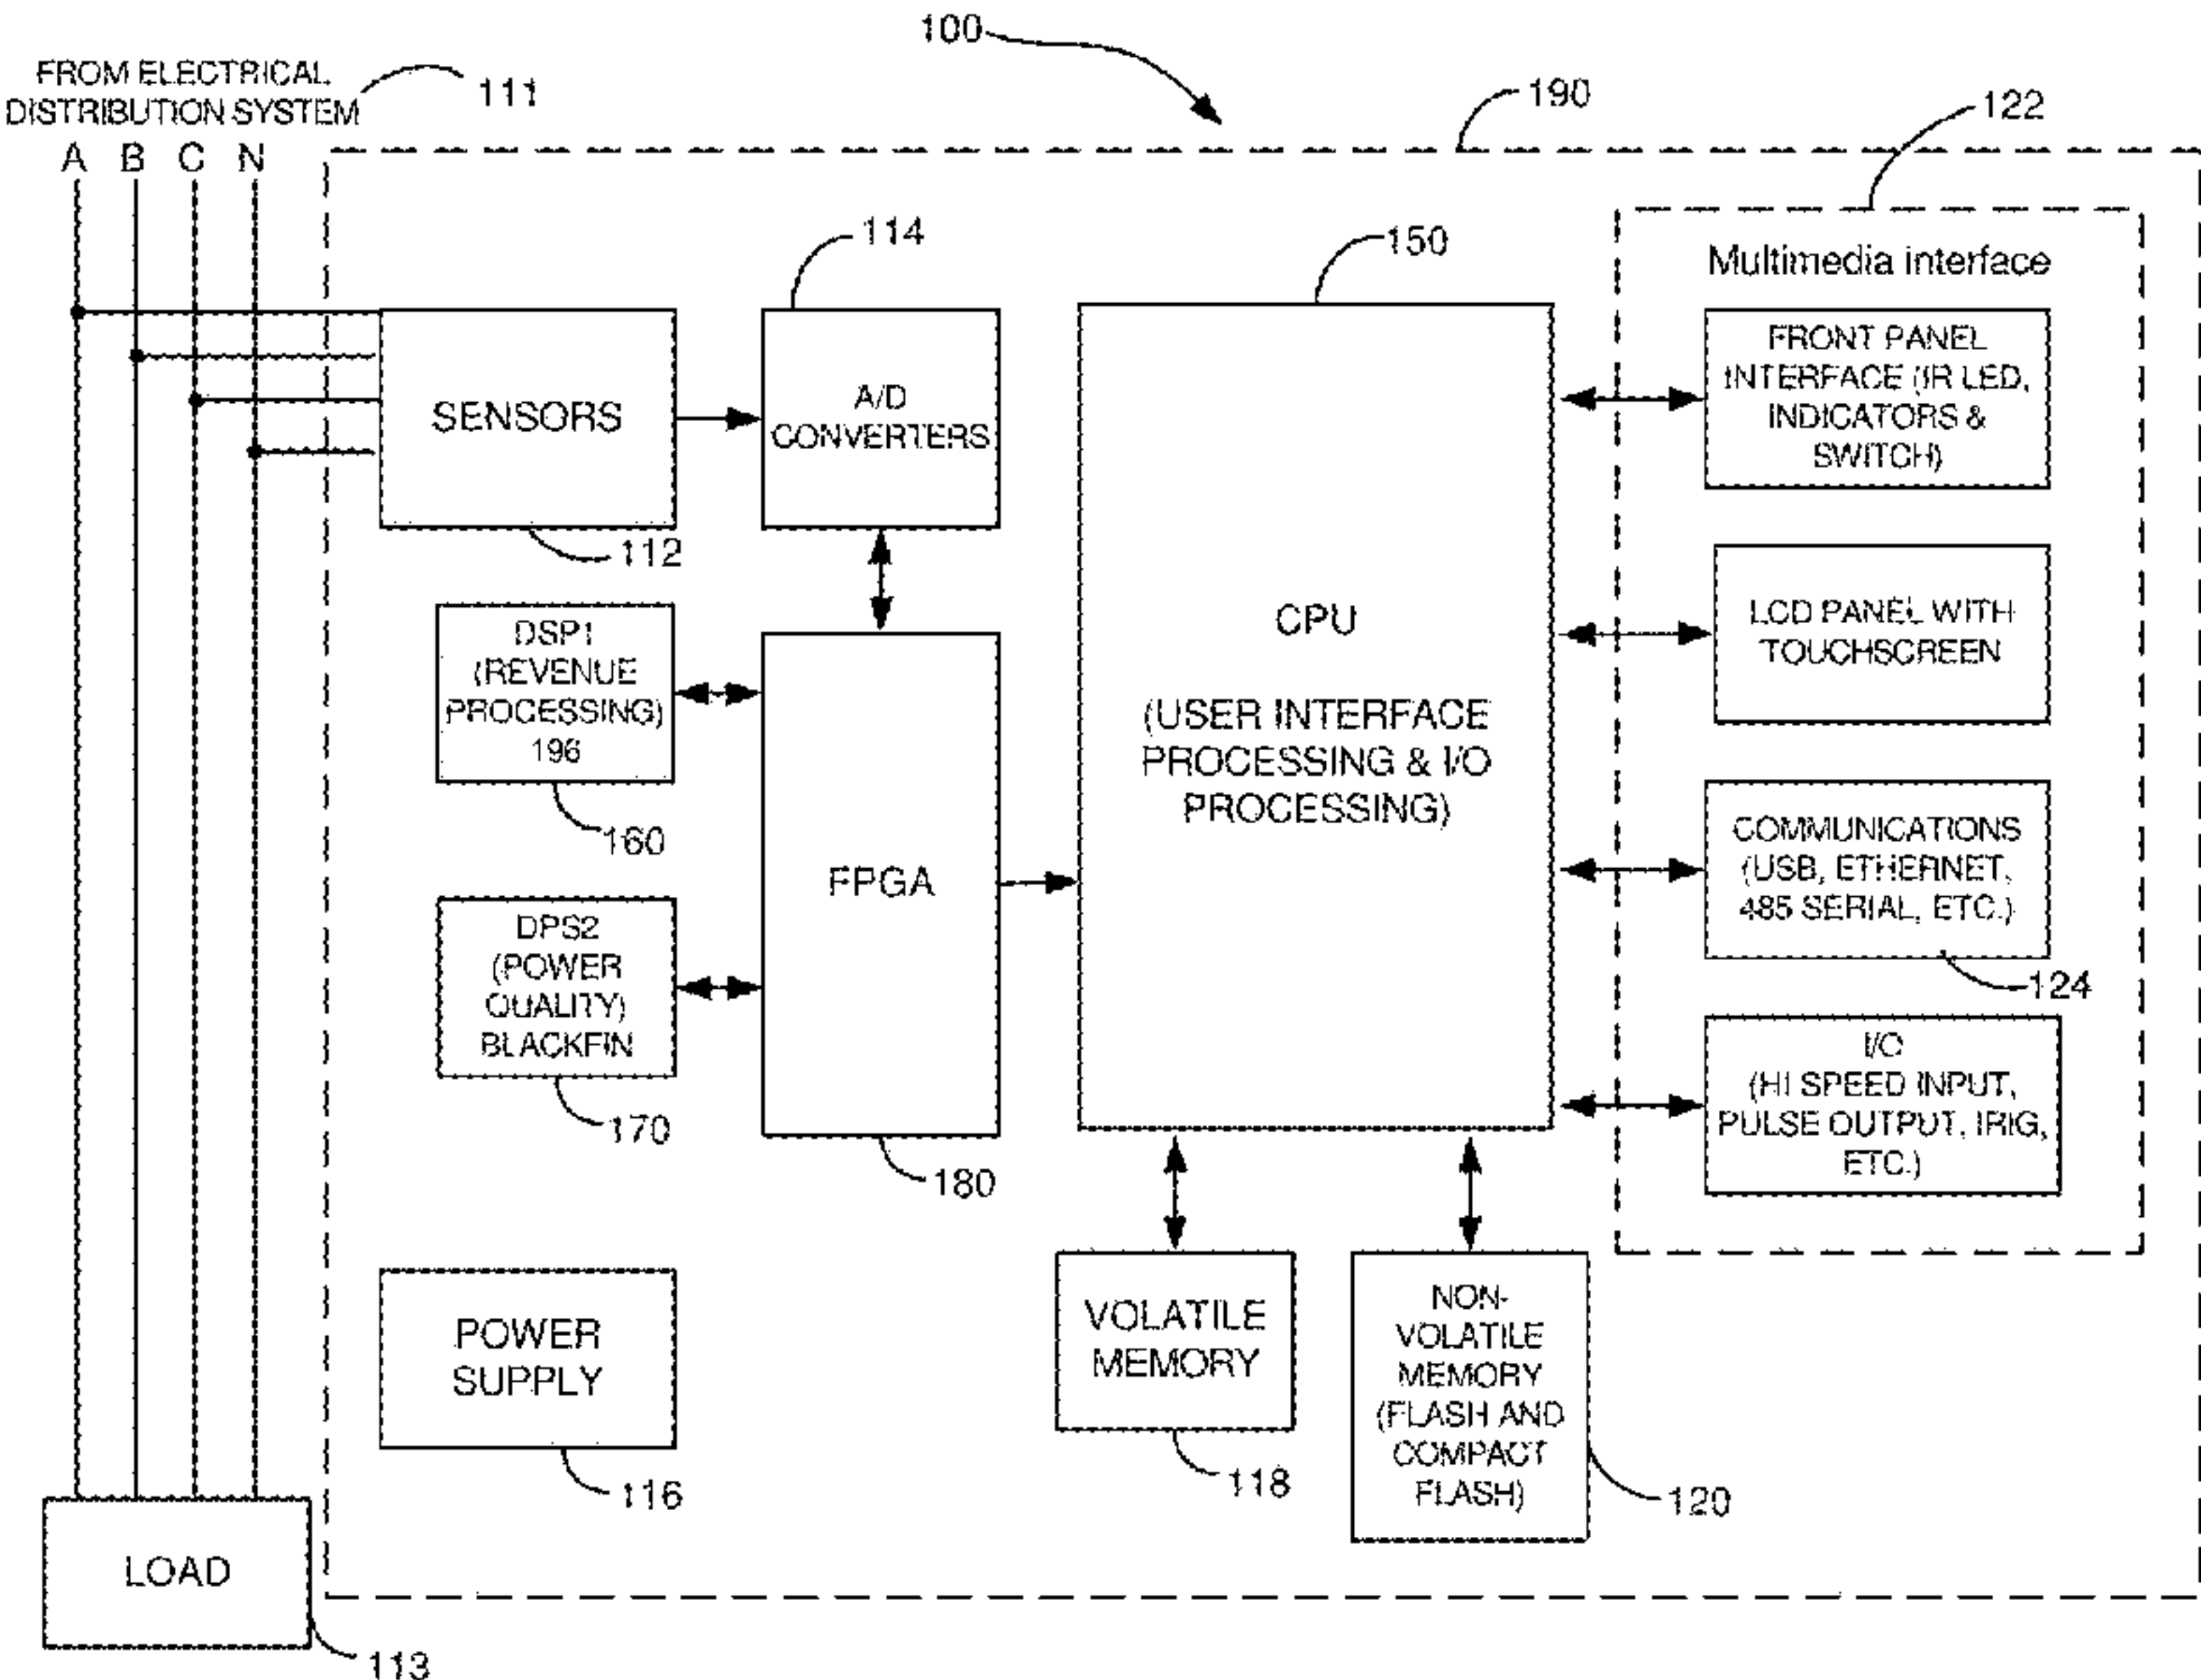 100
FROM ELECTRICAL
DISTRIBUTION SYSTEM
111
190
122
A B C N
114
150
Multimedia interface
SENSORS
112
A/D
CONVERTERS
FRONT PANEL
INTERFACE (IR LED,
INDICATORS &
SWITCH)
DSP1
(REVENUE
PROCESSING)
196
160
CPU
(USER INTERFACE
PROCESSING & I/O
PROCESSING)
LCD PANEL WITH
TOUCHSCREEN
FPGA
180
COMMUNICATIONS
(USB, ETHERNET,
485 SERIAL, ETC.)
124
DPS2
(POWER
QUALITY)
BLACKFIN
170
I/O
(HI SPEED INPUT,
PULSE OUTPUT, IRIG,
ETC.)
POWER
SUPPLY
116
VOLATILE
MEMORY
118
NON-
VOLATILE
MEMORY
(FLASH AND
COMPACT
FLASH)
120
LOAD
113